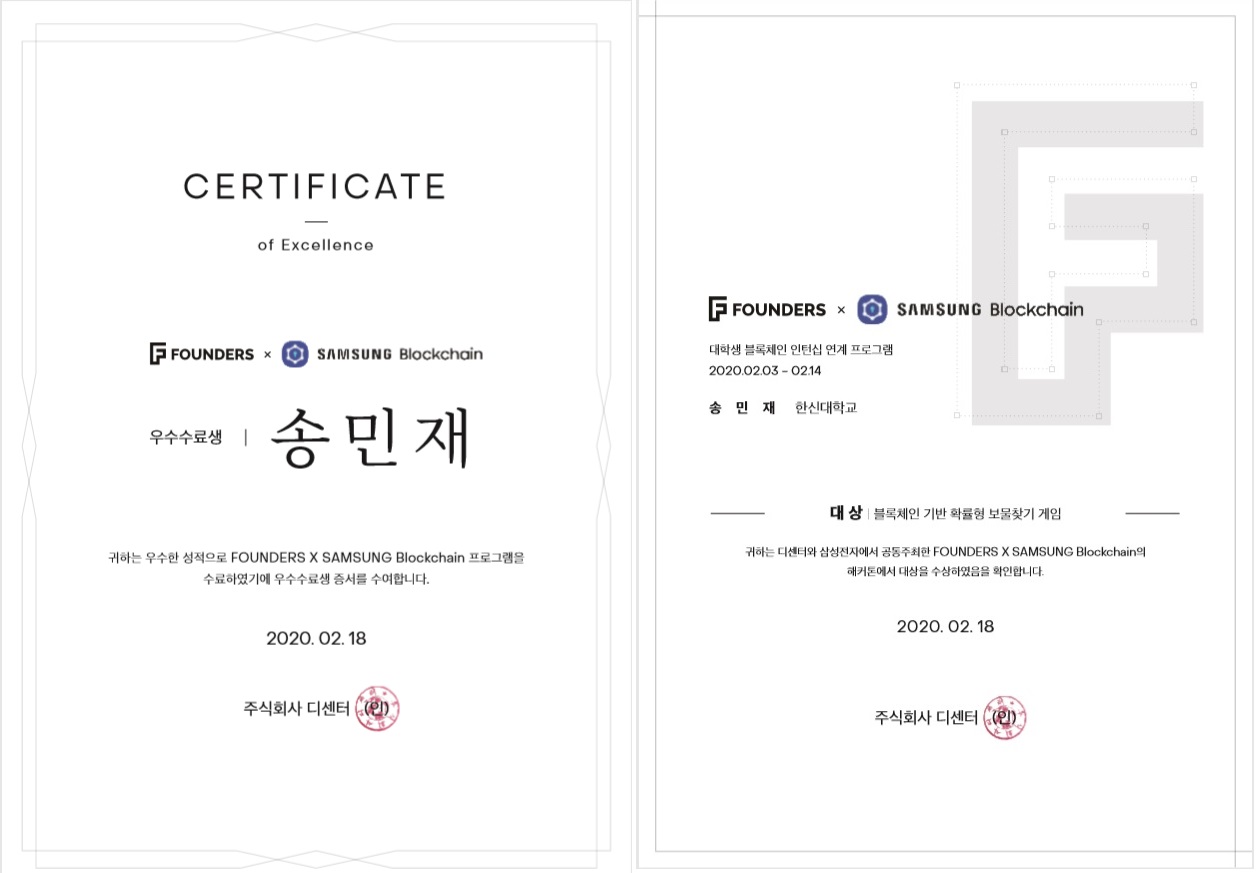 CERTIFICATE
of Excellence
FOUNDERS × SAMSUNG Blockchain
우수수료생 | 송민재
귀하는 우수한 성적으로 FOUNDERS X SAMSUNG Blockchain 프로그램을
수료하였기에 우수수료생 증서를 수여합니다.
2020. 02. 18
주식회사 디센터 (인)
FOUNDERS × SAMSUNG Blockchain
대학생 블록체인 인턴십 연계 프로그램
2020.02.03 - 02.14
송 민 재 한신대학교
대상 | 블록체인 기반 확률형 보물찾기 게임
귀하는 디센터와 삼성전자에서 공동주최한 FOUNDERS X SAMSUNG Blockchain의
해커톤에서 대상을 수상하였음을 확인합니다.
2020. 02. 18
주식회사 디센터 (인)